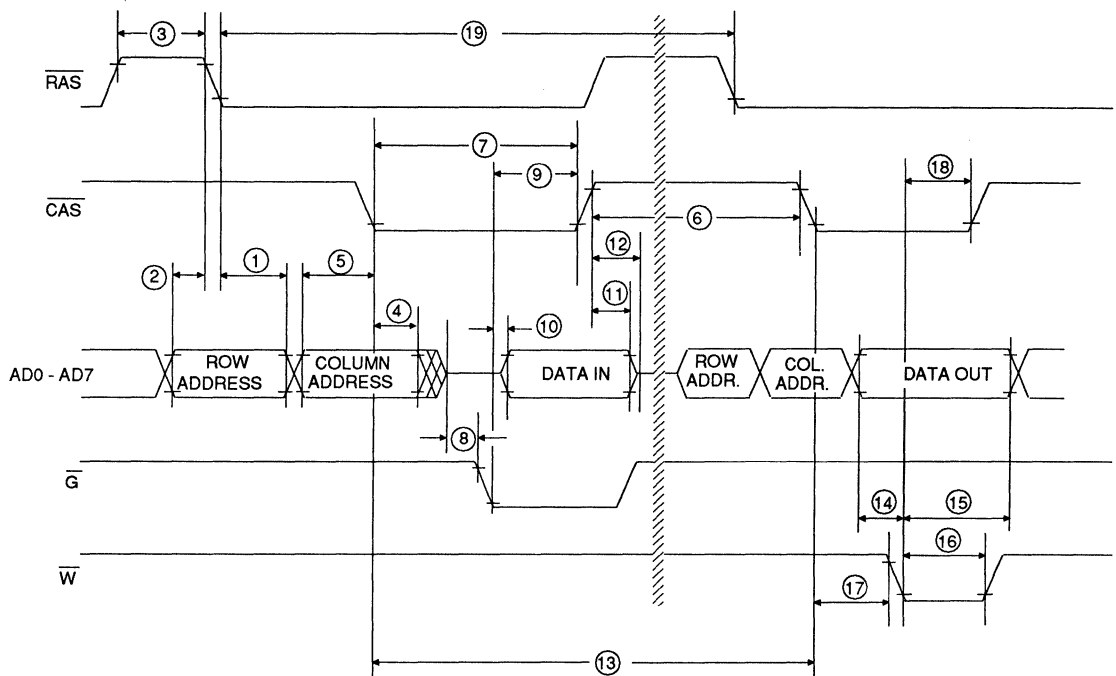 ③ ⑲
RAS
⑦
⑨ ⑱
CAS
⑥
② ① ⑤ ⑫
④ ⑪
⑩
AD0 - AD7
ROW
ADDRESS
COLUMN
ADDRESS
DATA IN
ROW
ADDR.
COL.
ADDR.
DATA OUT
⑧
G
⑭ ⑮
⑯
W
⑰
⑬